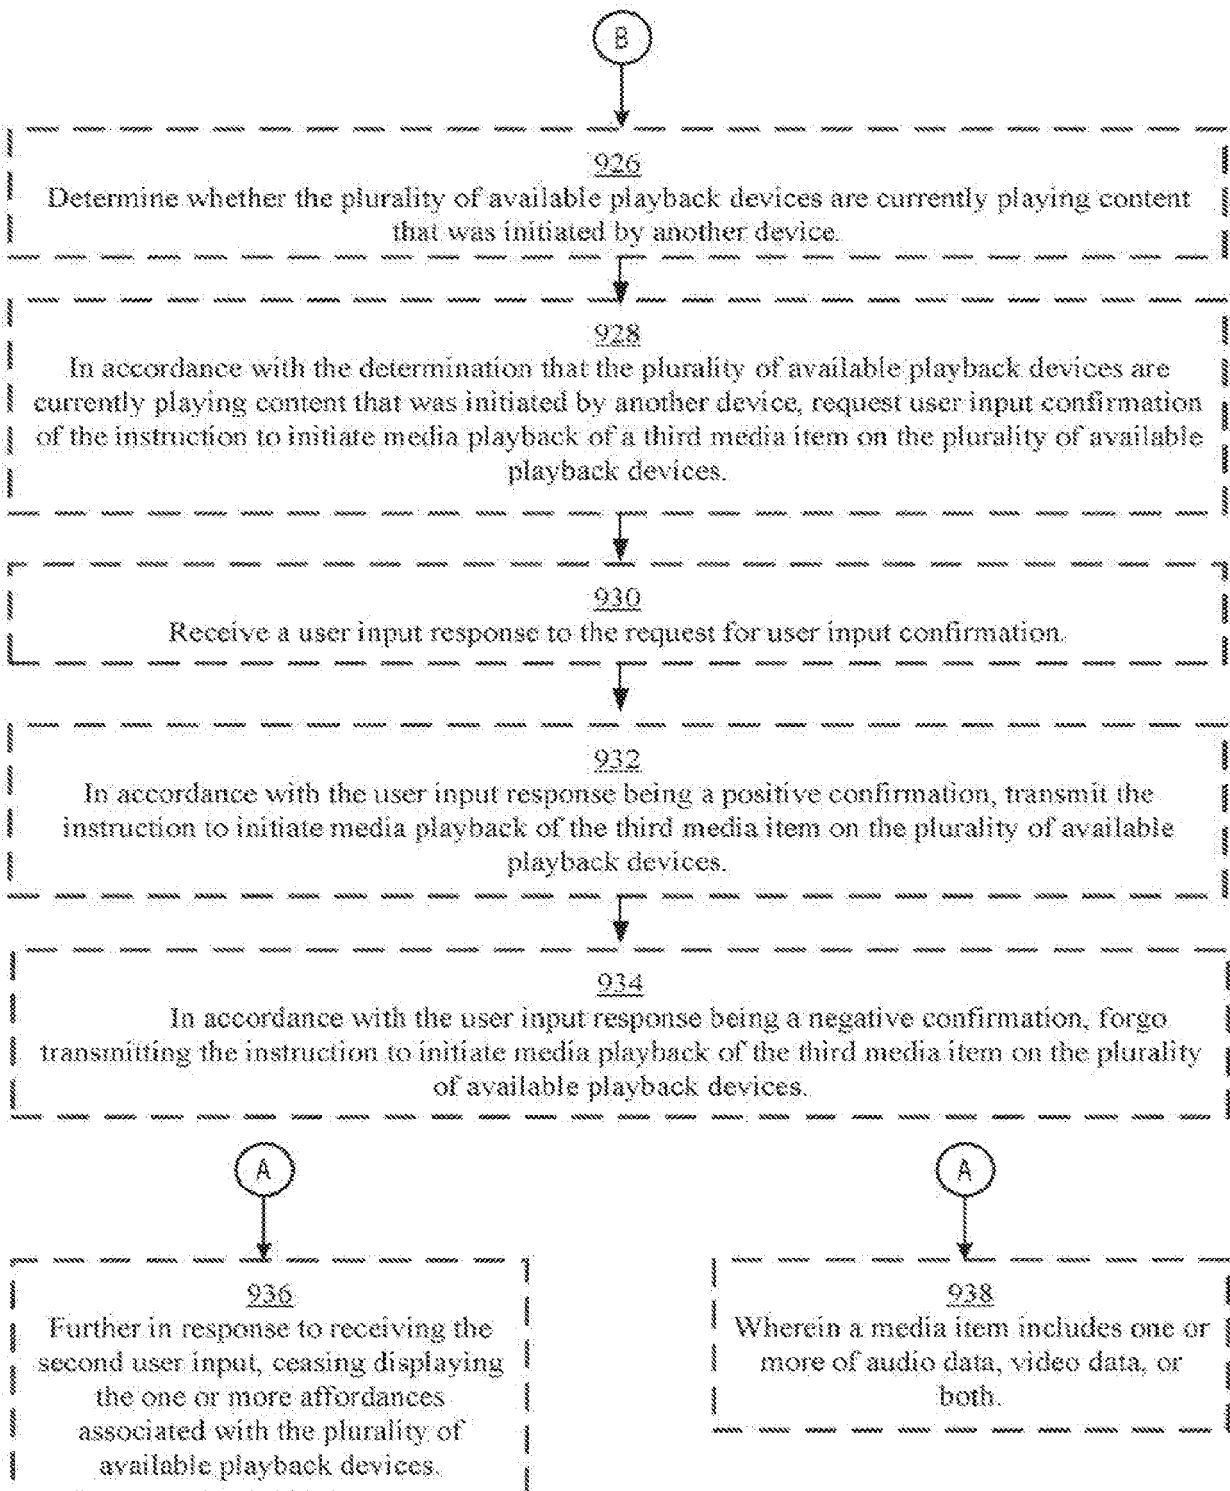 B
926
Determine whether the plurality of available playback devices are currently playing content
that was initiated by another device.
928
In accordance with the determination that the plurality of available playback devices are
currently playing content that was initiated by another device, request user input confirmation
of the instruction to initiate media playback of a third media item on the plurality of available
playback devices.
930
Receive a user input response to the request for user input confirmation.
932
In accordance with the user input response being a positive confirmation, transmit the
instruction to initiate media playback of the third media item on the plurality of available
playback devices.
934
In accordance with the user input response being a negative confirmation, forgo
transmitting the instruction to initiate media playback of the third media item on the plurality
of available playback devices.
A
936
Further in response to receiving the
second user input, ceasing displaying
the one or more affordances
associated with the plurality of
available playback devices.
A
938
Wherein a media item includes one or
more of audio data, video data, or
both.